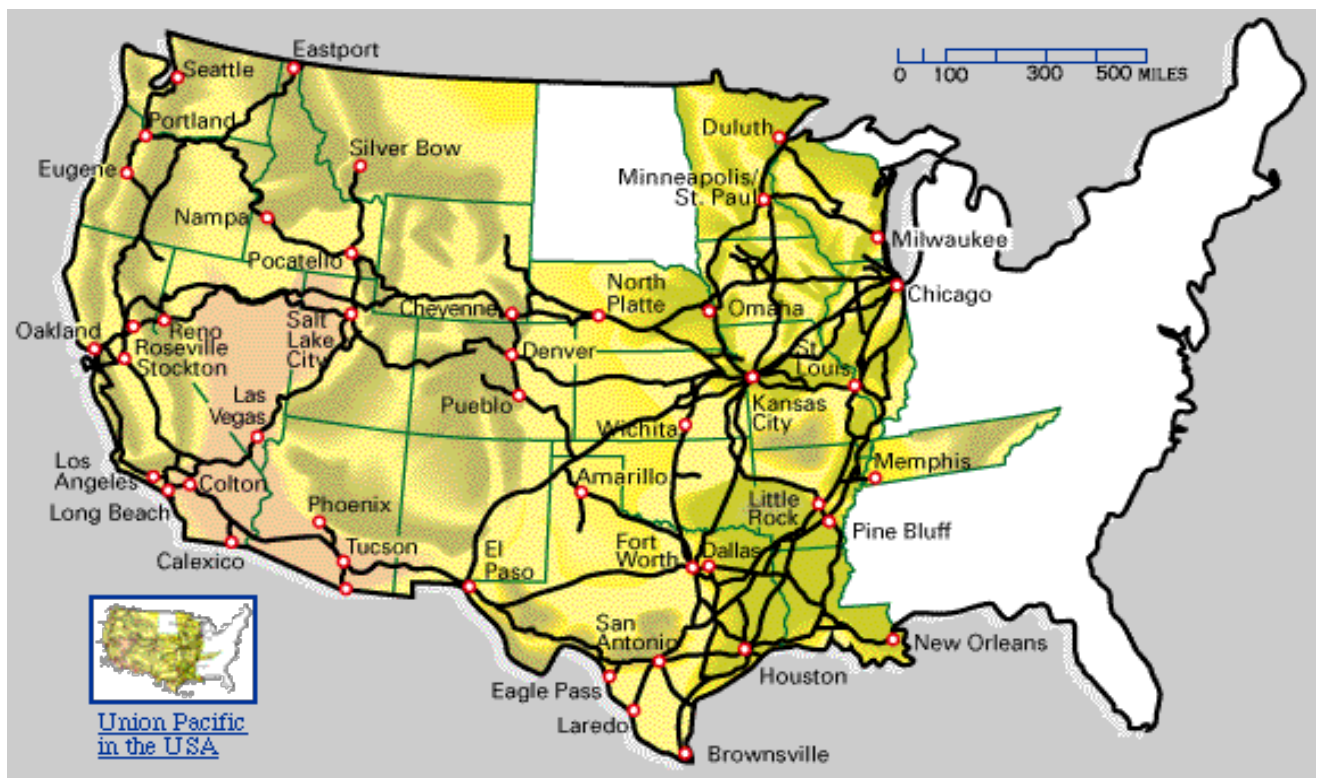 Eastport
Seattle
0 100 300 500 MILES
Portland
Duluth
Silver Bow
Eugene
Minneapolis/
St. Paul
Nampa
Milwaukee
Pocatello
North
Platte
Chicago
Cheyenne
Omaha
Oakland
Reno
Salt
Lake
City
Roseville
Stockton
Denver
St.
Louis
Las
Vegas
Pueblo
Kansas
City
Wichita
Los
Angeles
Memphis
Colton
Amarillo
Long Beach
Phoenix
Little
Rock
Pine Bluff
Calexico
Tucson
El
Paso
Fort
Worth
Dallas
San
Antonio
New Orleans
Houston
Eagle Pass
Laredo
Brownsville
Union Pacific
in the USA